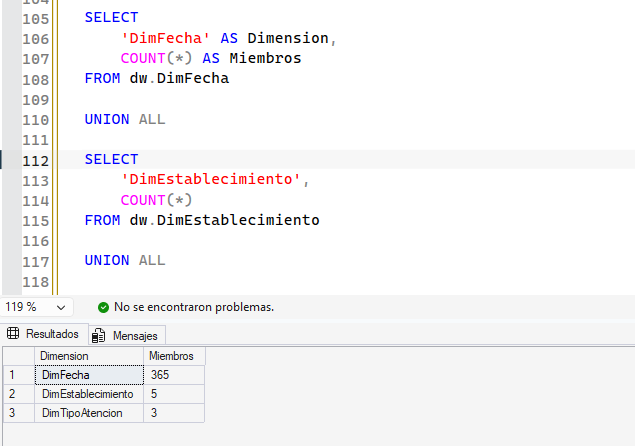 104
105 SELECT
106 'DimFecha' AS Dimension,
107 COUNT(*) AS Miembros
108 FROM dw.DimFecha
109
110 UNION ALL
111
112 SELECT
113 'DimEstablecimiento',
114 COUNT(*)
115 FROM dw.DimEstablecimiento
116
117 UNION ALL
118
119 % No se encontraron problemas.
Resultados Mensajes
Dimension Miembros
1 DimFecha 365
2 DimEstablecimiento 5
3 DimTipoAtencion 3